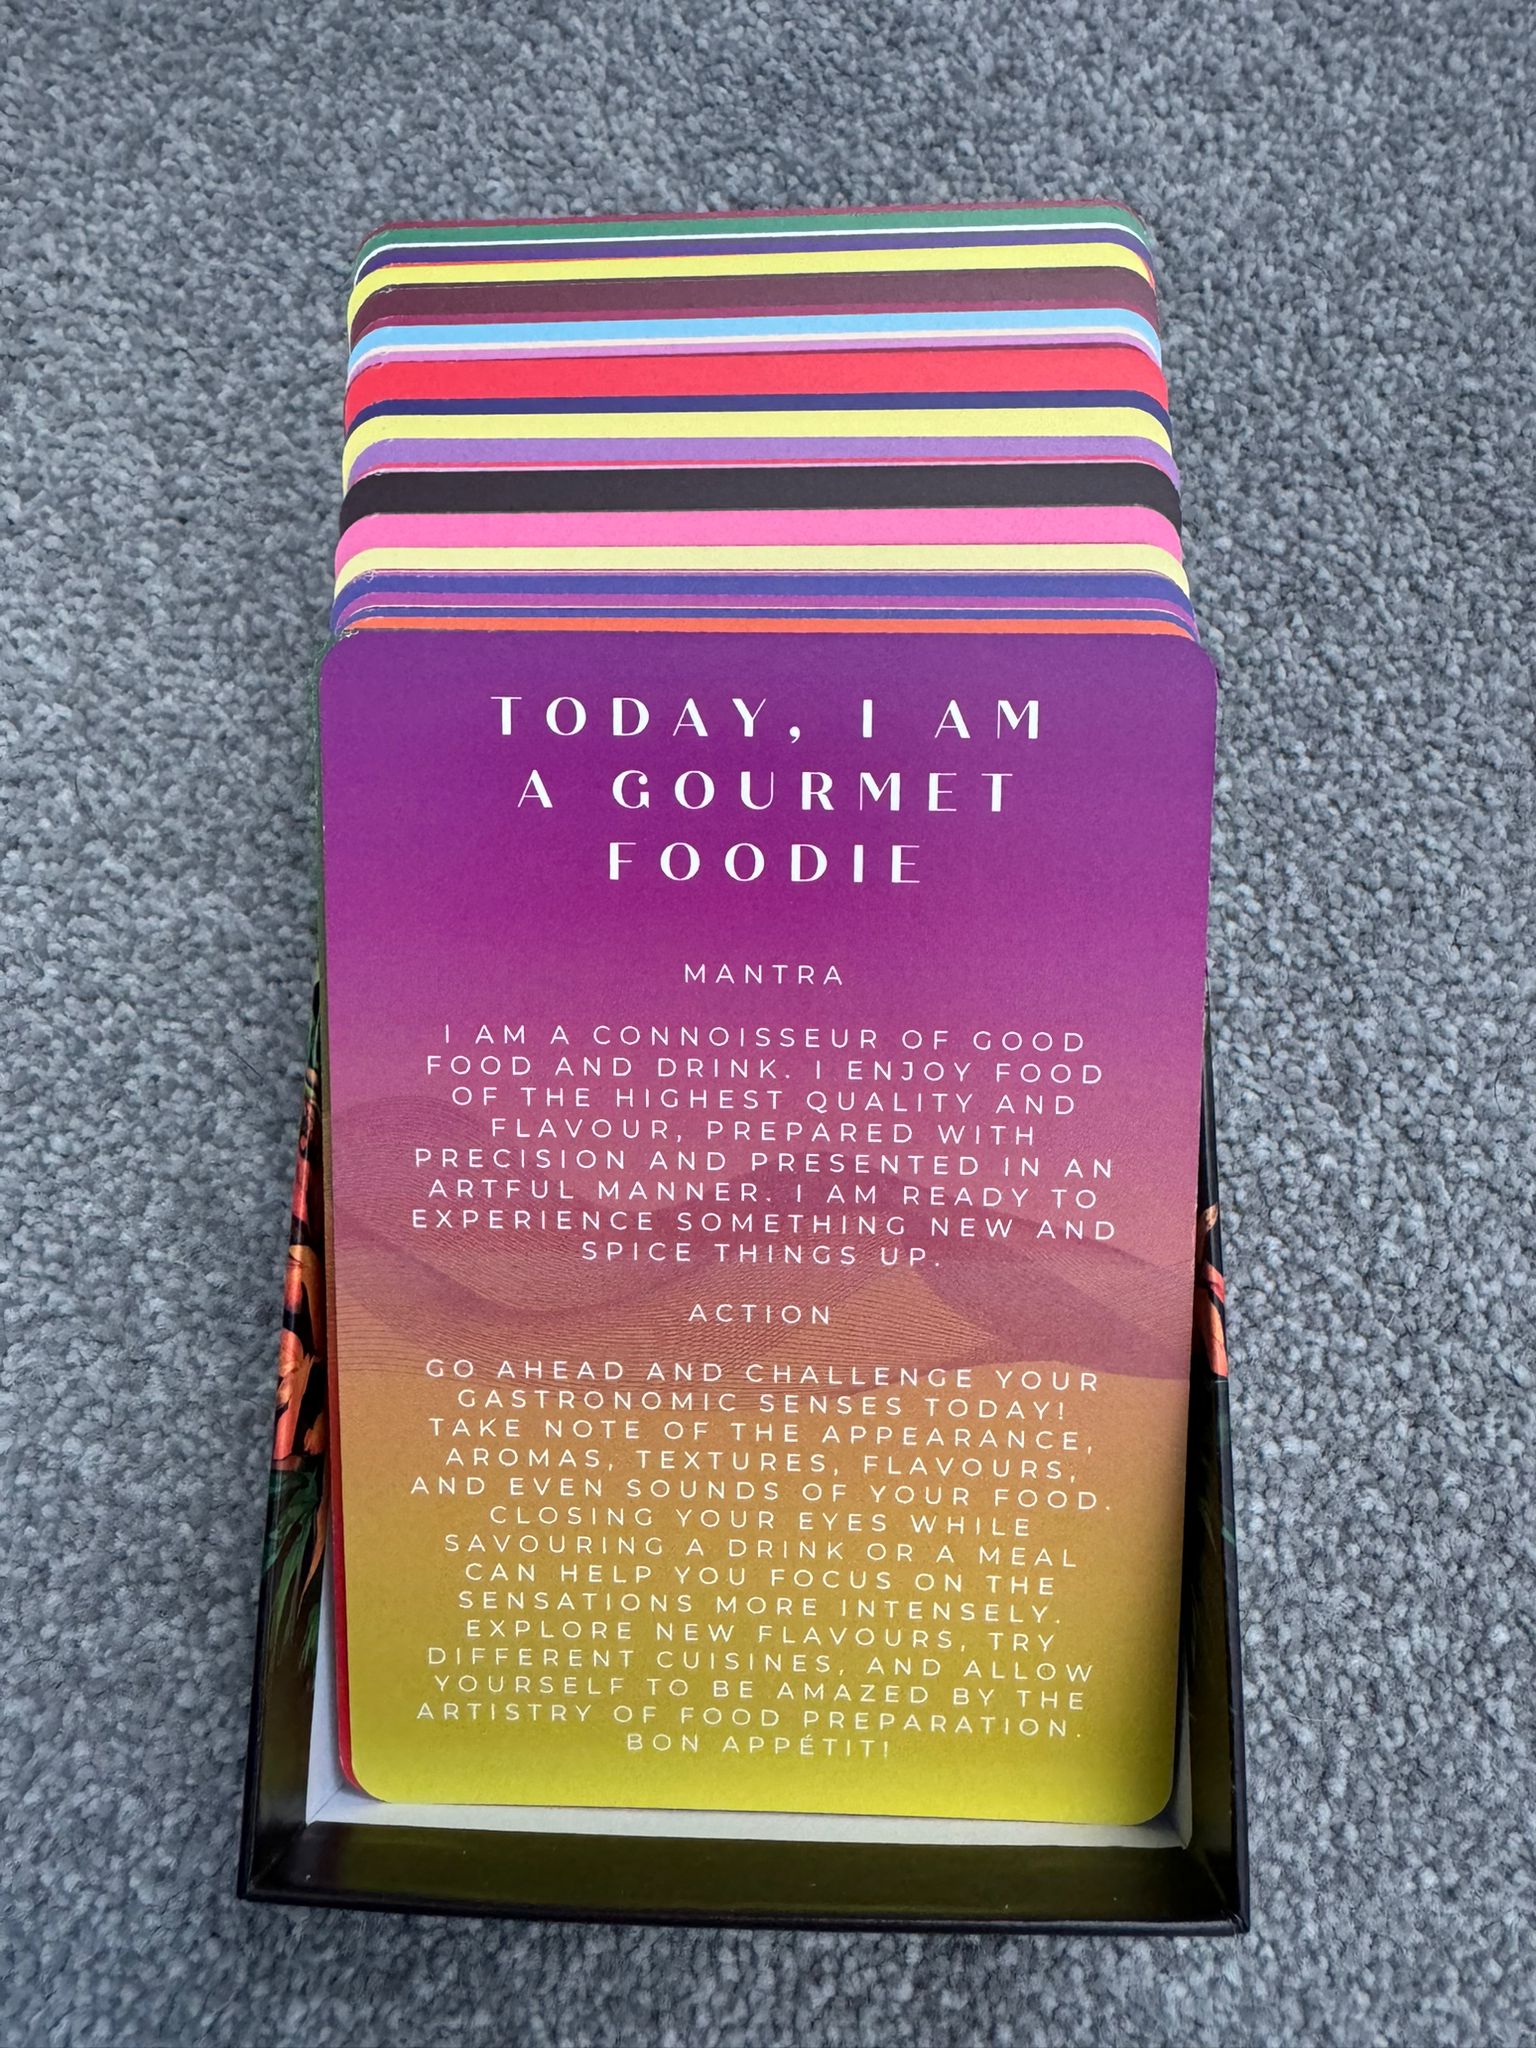 TODAY, I AM
A GOURMET
FOODIE
MANTRA
I AM A CONNOISSEUR OF GOOD
FOOD AND DRINK. I ENJOY FOOD
OF THE HIGHEST QUALITY AND
FLAVOUR, PREPARED WITH
PRECISION AND PRESENTED IN AN
ARTFUL MANNER. I AM READY TO
EXPERIENCE SOMETHING NEW AND
SPICE THINGS UP.
ACTION
GO AHEAD AND CHALLENGE YOUR
GASTRONOMIC SENSES TODAY!
TAKE NOTE OF THE APPEARANCE,
AROMAS, TEXTURES, FLAVOURS,
AND EVEN SOUNDS OF YOUR FOOD.
CLOSING YOUR EYES WHILE
SAVOURING A DRINK OR A MEAL
CAN HELP YOU FOCUS ON THE
SENSATIONS MORE INTENSELY.
EXPLORE NEW FLAVOURS, TRY
DIFFERENT CUISINES, AND ALLOW
YOURSELF TO BE AMAZED BY THE
ARTISTRY OF FOOD PREPARATION.
BON APPÉTIT!